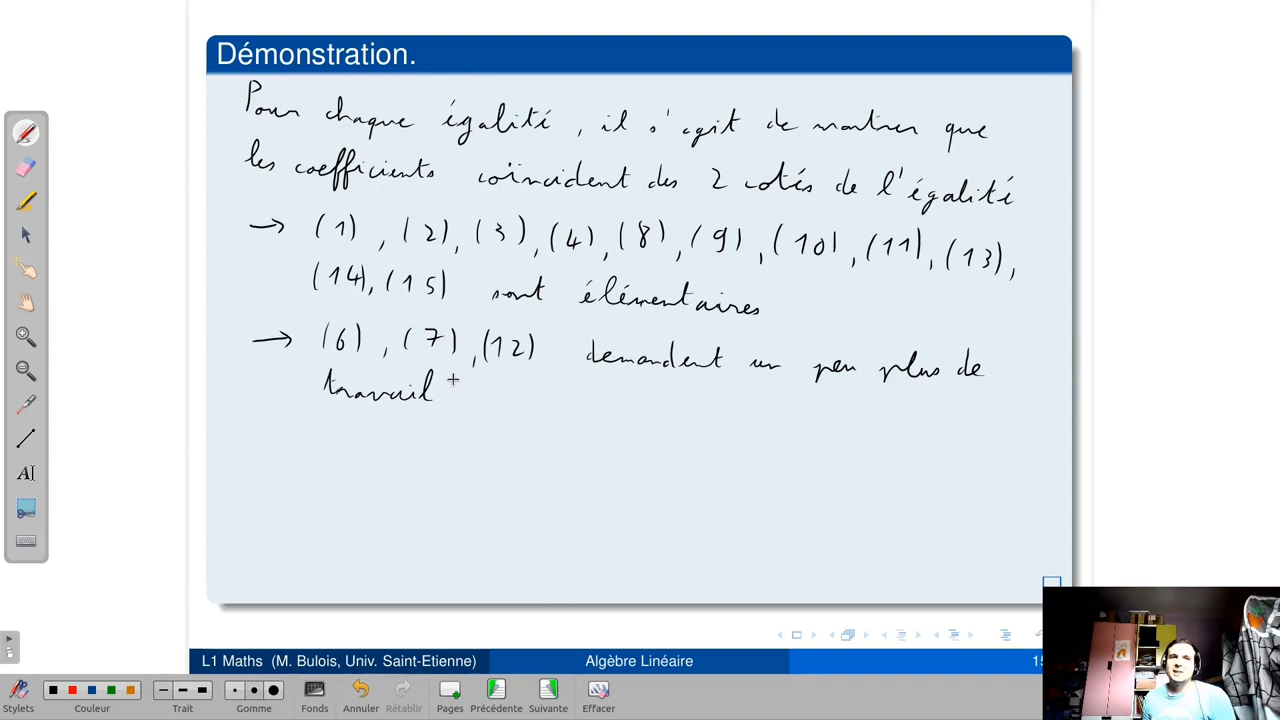 Démonstration.
Pour chaque égalité, il s'agit de montrer que
les coefficients coïncident des 2 cotés de l'égalité
→ (1), (2), (3), (4), (8), (9), (10), (11), (13),
(14), (15) sont élémentaires
→ (6), (7), (12) demandent un peu plus de
travail
L1 Maths (M. Bulois, Univ. Saint-Etienne)
Algèbre Linéaire
15
AI
Stylets
Couleur
Trait
Gomme
Fonds
Annuler
Rétablir
Pages
Précédente
Suivante
Effacer